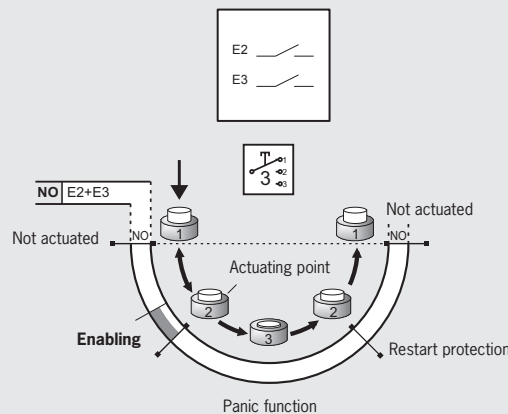 E2
E3
1
2
3
3
NO E2+E3
Not actuated
Not actuated
NO
1
1
NO
Actuating point
2
2
3
Enabling
Restart protection
Panic function